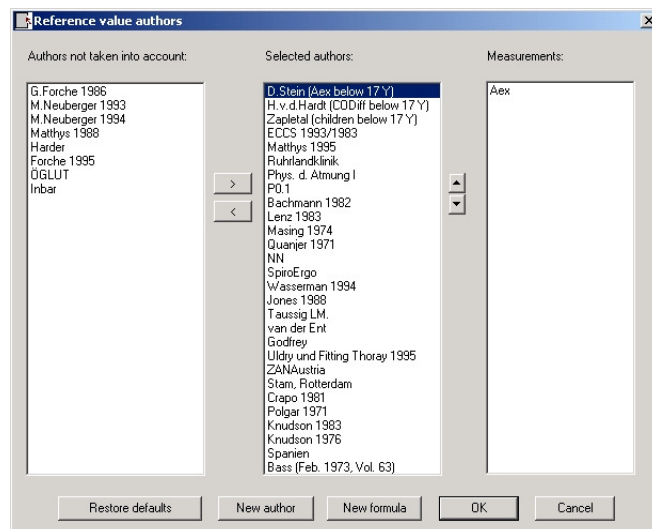 Reference value authors
Authors not taken into account:
Selected authors:
Measurements:
G.Forche 1986
M.Neuberger 1993
M.Neuberger 1994
Matthys 1988
Harder
Forche 1995
ÖGLUT
Inbar
>
<
D.Stein (Aex below 17 Y)
H.v.d.Hardt (CODiff below 17 Y)
Zapletal (children below 17 Y)
ECCS 1993/1983
Matthys 1995
Ruhrlandklinik
Phys. d. Atmung I
P0.1
Bachmann 1982
Lenz 1983
Masing 1974
Quanjer 1971
NN
SpiroErgo
Wasserman 1994
Jones 1988
Taussig LM.
van der Ent
Godfrey
Uldry und Fitting Thoray 1995
ZANAustria
Stam, Rotterdam
Crapo 1981
Polgar 1971
Knudson 1983
Knudson 1976
Spanien
Bass (Feb. 1973, Vol. 63)
Aex
Restore defaults
New author
New formula
OK
Cancel